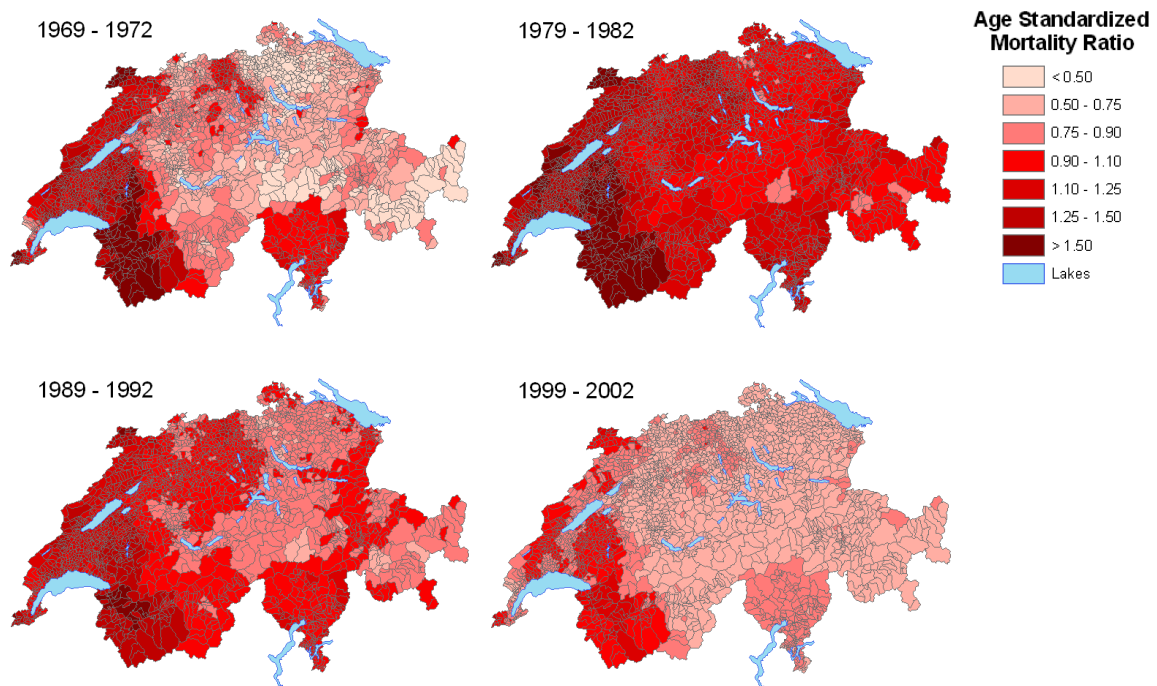 1969 - 1972
1979 - 1982
Age Standardized
Mortality Ratio
< 0.50
0.50 - 0.75
0.75 - 0.90
0.90 - 1.10
1.10 - 1.25
1.25 - 1.50
> 1.50
Lakes
1989 - 1992
1999 - 2002